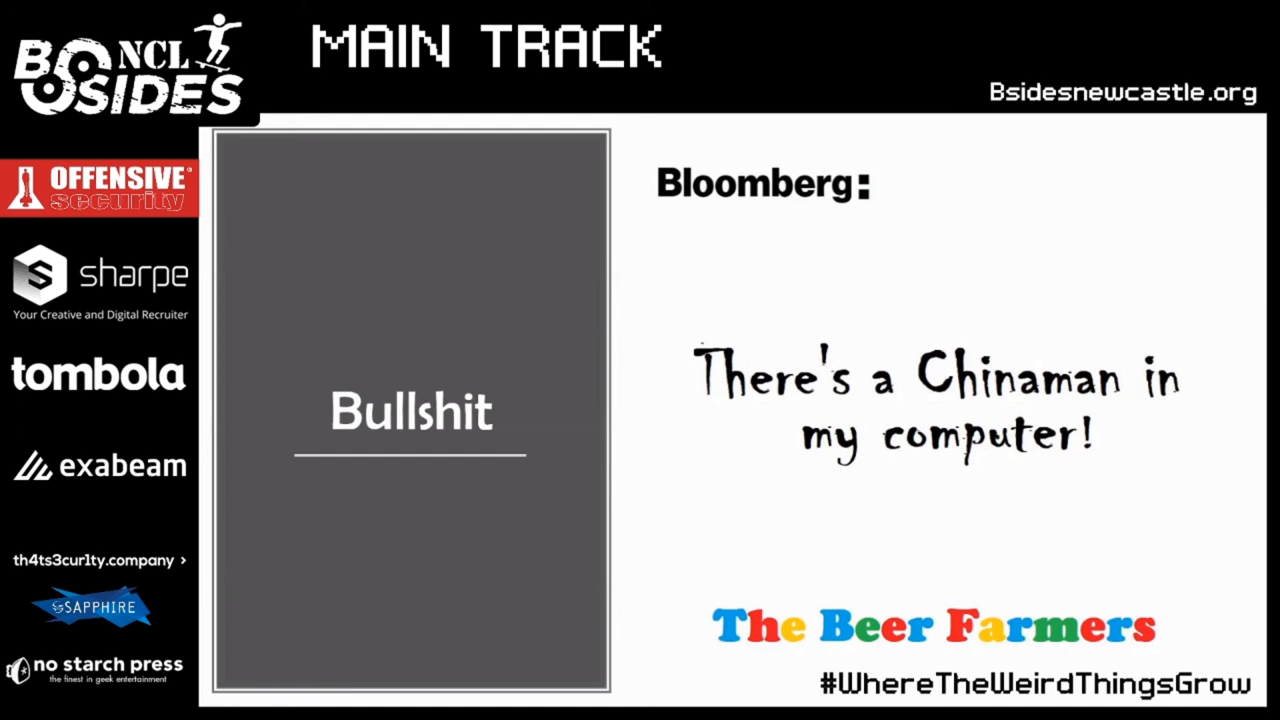 B SIDES NCL
MAIN TRACK
Bsidesnewcastle.org
OFFENSIVE
security
sharpe
Your Creative and Digital Recruiter
tombola
exabeam
th4ts3cur1ty.company >
SAPPHIRE
no starch press
the finest in geek entertainment
Bullshit
Bloomberg:
There's a Chinaman in
my computer!
The Beer Farmers
#WhereTheWeirdThingsGrow